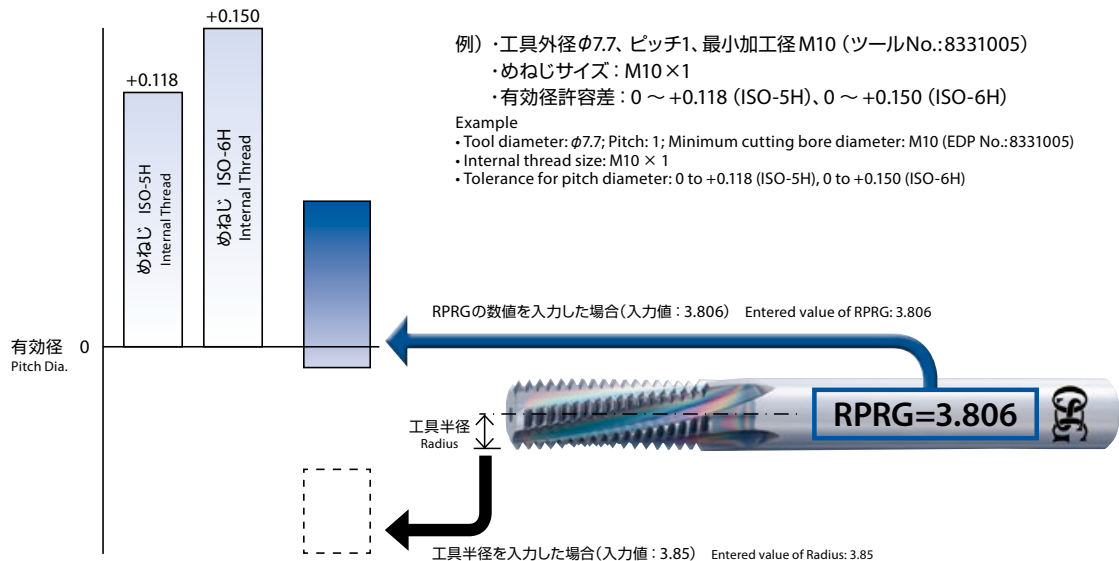 +0.150
+0.118
めねじ ISO-5H
Internal Thread
めねじ ISO-6H
Internal Thread
例）・工具外径φ7.7、ピッチ1、最小加工径M10（ツールNo.:8331005）
・めねじサイズ：M10×1
・有効径許容差：0 ～ +0.118（ISO-5H）、0 ～ +0.150（ISO-6H）
Example
• Tool diameter: φ7.7; Pitch: 1; Minimum cutting bore diameter: M10 (EDP No.:8331005)
• Internal thread size: M10 × 1
• Tolerance for pitch diameter: 0 to +0.118 (ISO-5H), 0 to +0.150 (ISO-6H)
RPRGの数値を入力した場合（入力値：3.806） Entered value of RPRG: 3.806
有効径 0
Pitch Dia.
RPRG=3.806
OSG
工具半径
Radius
工具半径を入力した場合（入力値：3.85） Entered value of Radius: 3.85